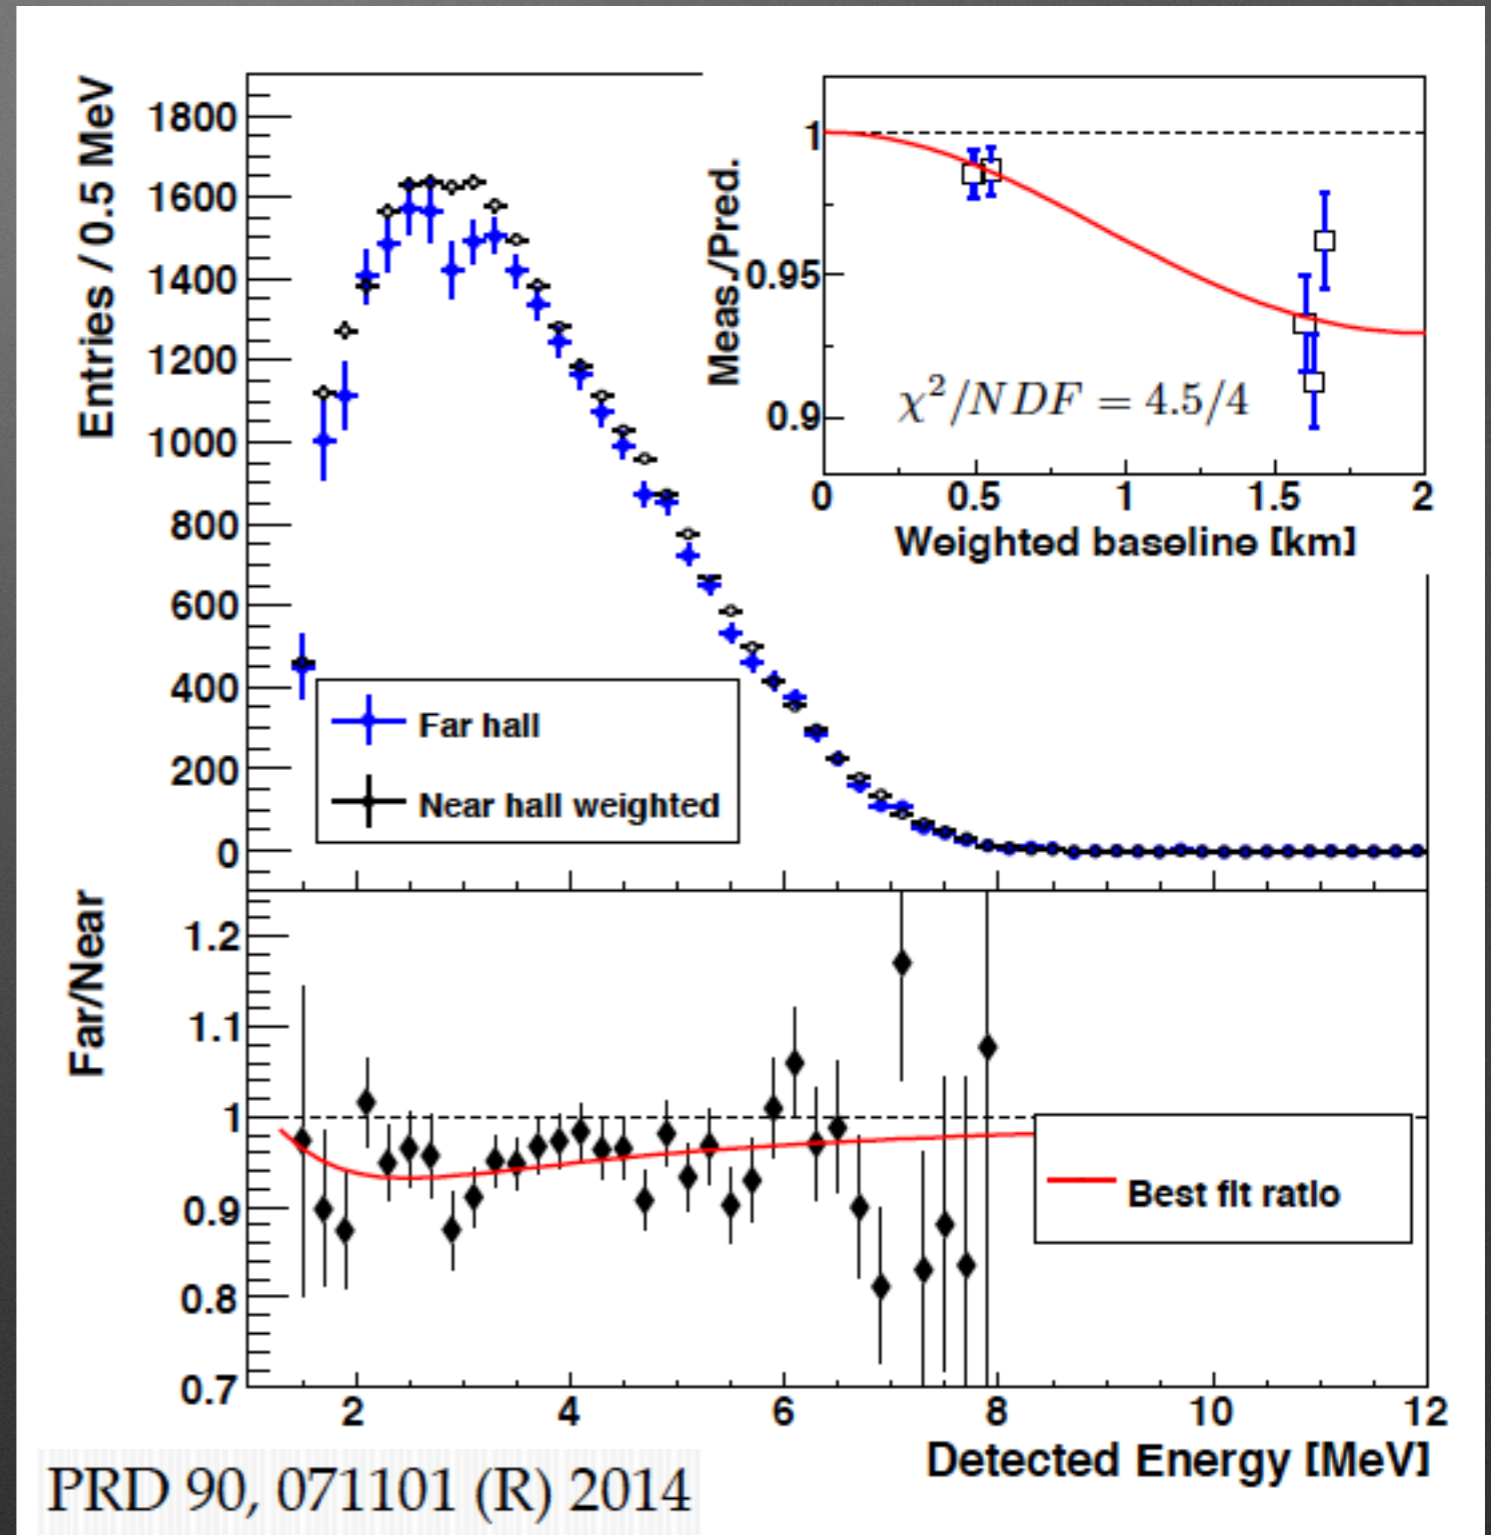 Entries / 0.5 MeV
1800
1600
1400
1200
1000
800
600
400
200
0
Far hall
Near hall weighted
Meas./Pred.
1
0.95
0.9
χ²/NDF = 4.5/4
0 0.5 1 1.5 2
Weighted baseline [km]
Far/Near
1.2
1.1
1
0.9
0.8
0.7
Best fit ratio
2 4 6 8 10 12
Detected Energy [MeV]
PRD 90, 071101 (R) 2014